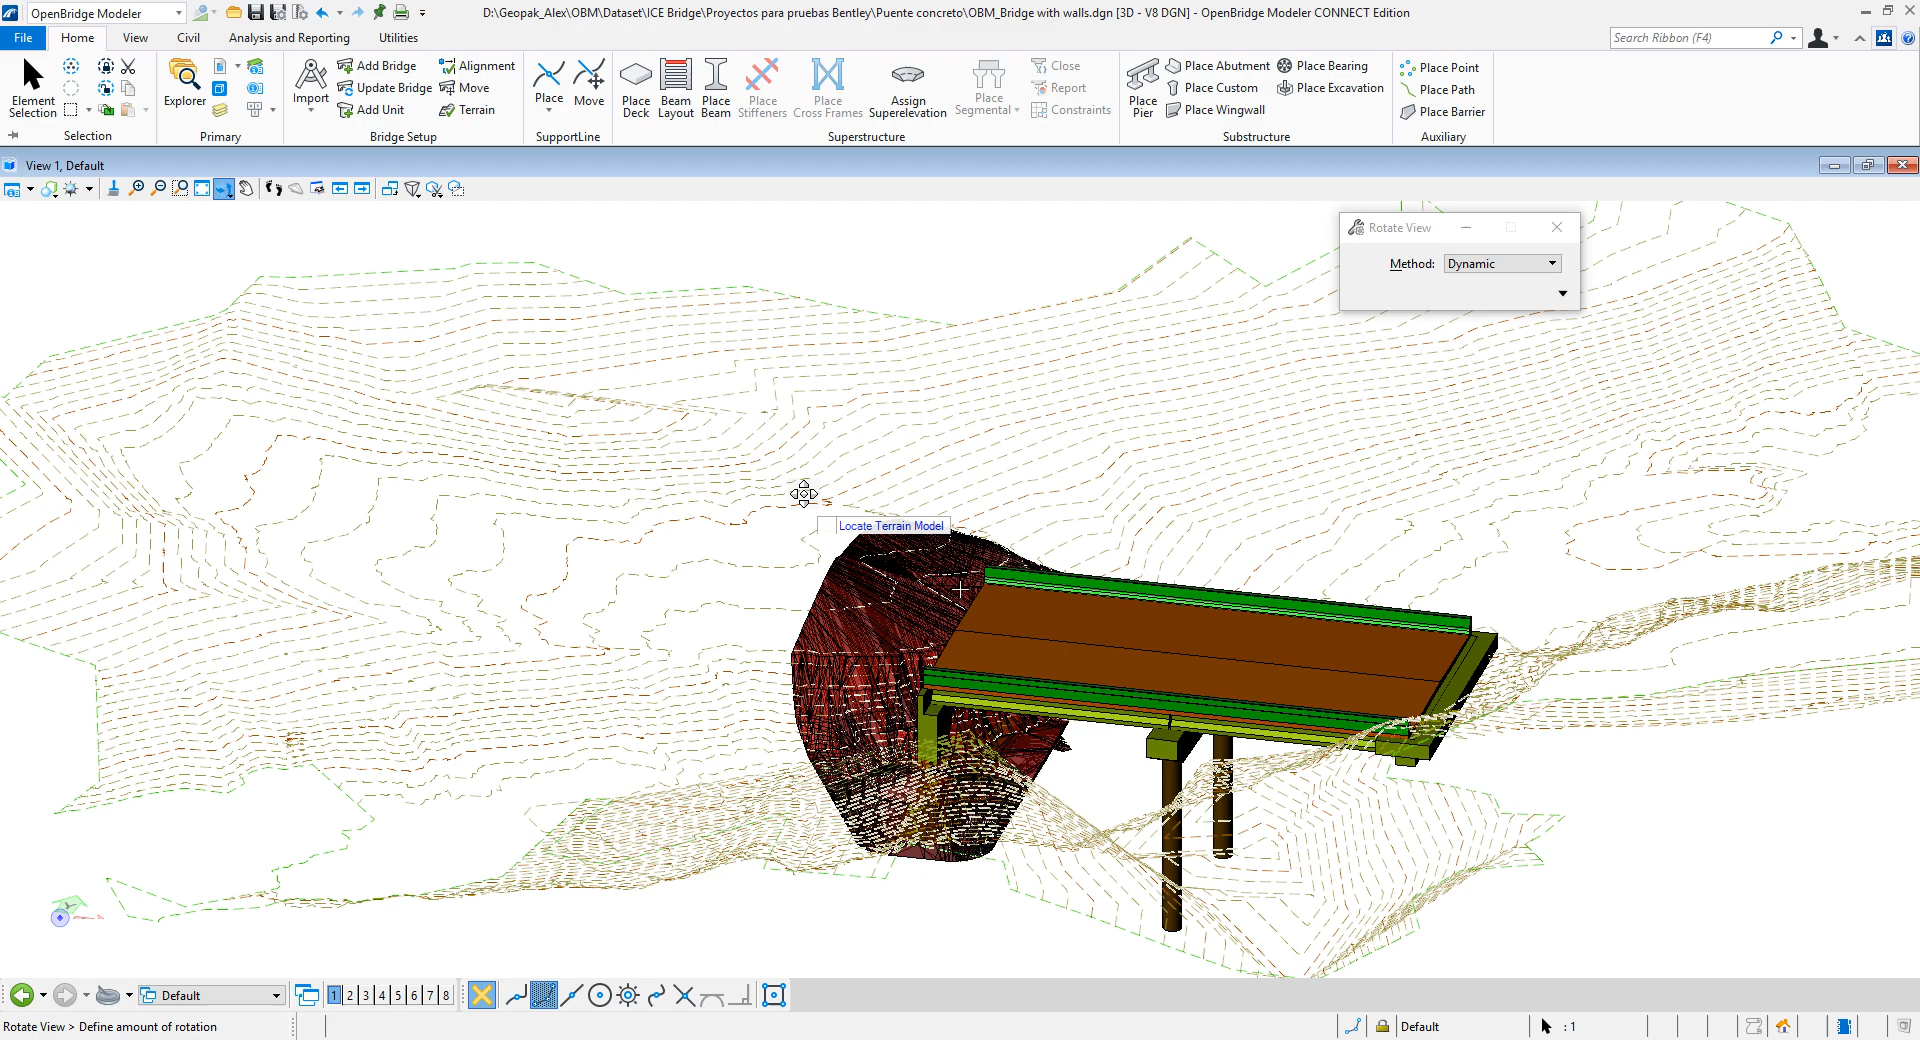 OpenBridge Modeler
D:\Geopak_Alex\OBM\Dataset\ICE Bridge\Proyectos para pruebas Bentley\Puente concreto\OBM_Bridge with walls.dgn [3D - V8 DGN] - OpenBridge Modeler CONNECT Edition
File Home View Civil Analysis and Reporting Utilities
Search Ribbon (F4)
Element Selection
Selection
Explorer
Primary
Import
Add Bridge
Update Bridge
Add Unit
Alignment
Move
Terrain
Bridge Setup
Place
Move
SupportLine
Place Deck
Beam Layout
Place Beam
Place Stiffeners
Place Cross Frames
Assign Superelevation
Place Segmental
Close
Report
Constraints
Superstructure
Place Pier
Place Abutment
Place Custom
Place Wingwall
Place Bearing
Place Excavation
Substructure
Place Point
Place Path
Place Barrier
Auxiliary
View 1, Default
Rotate View
Method: Dynamic
Locate Terrain Model
Default
1 2 3 4 5 6 7 8
Rotate View > Define amount of rotation
Default
: 1